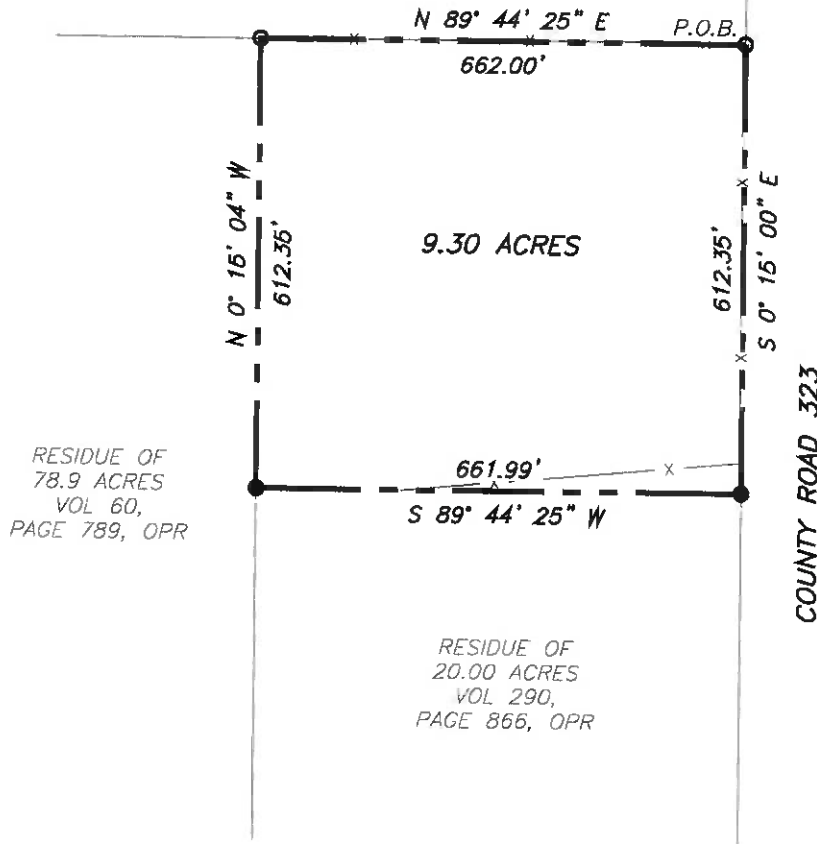 N 89° 44' 25" E
P.O.B.
662.00'
N 0° 15' 04" W
612.35'
9.30 ACRES
612.35'
S 0° 15' 00" E
COUNTY ROAD 323
661.99'
S 89° 44' 25" W
RESIDUE OF
78.9 ACRES
VOL 60,
PAGE 789, OPR
RESIDUE OF
20.00 ACRES
VOL 290,
PAGE 866, OPR